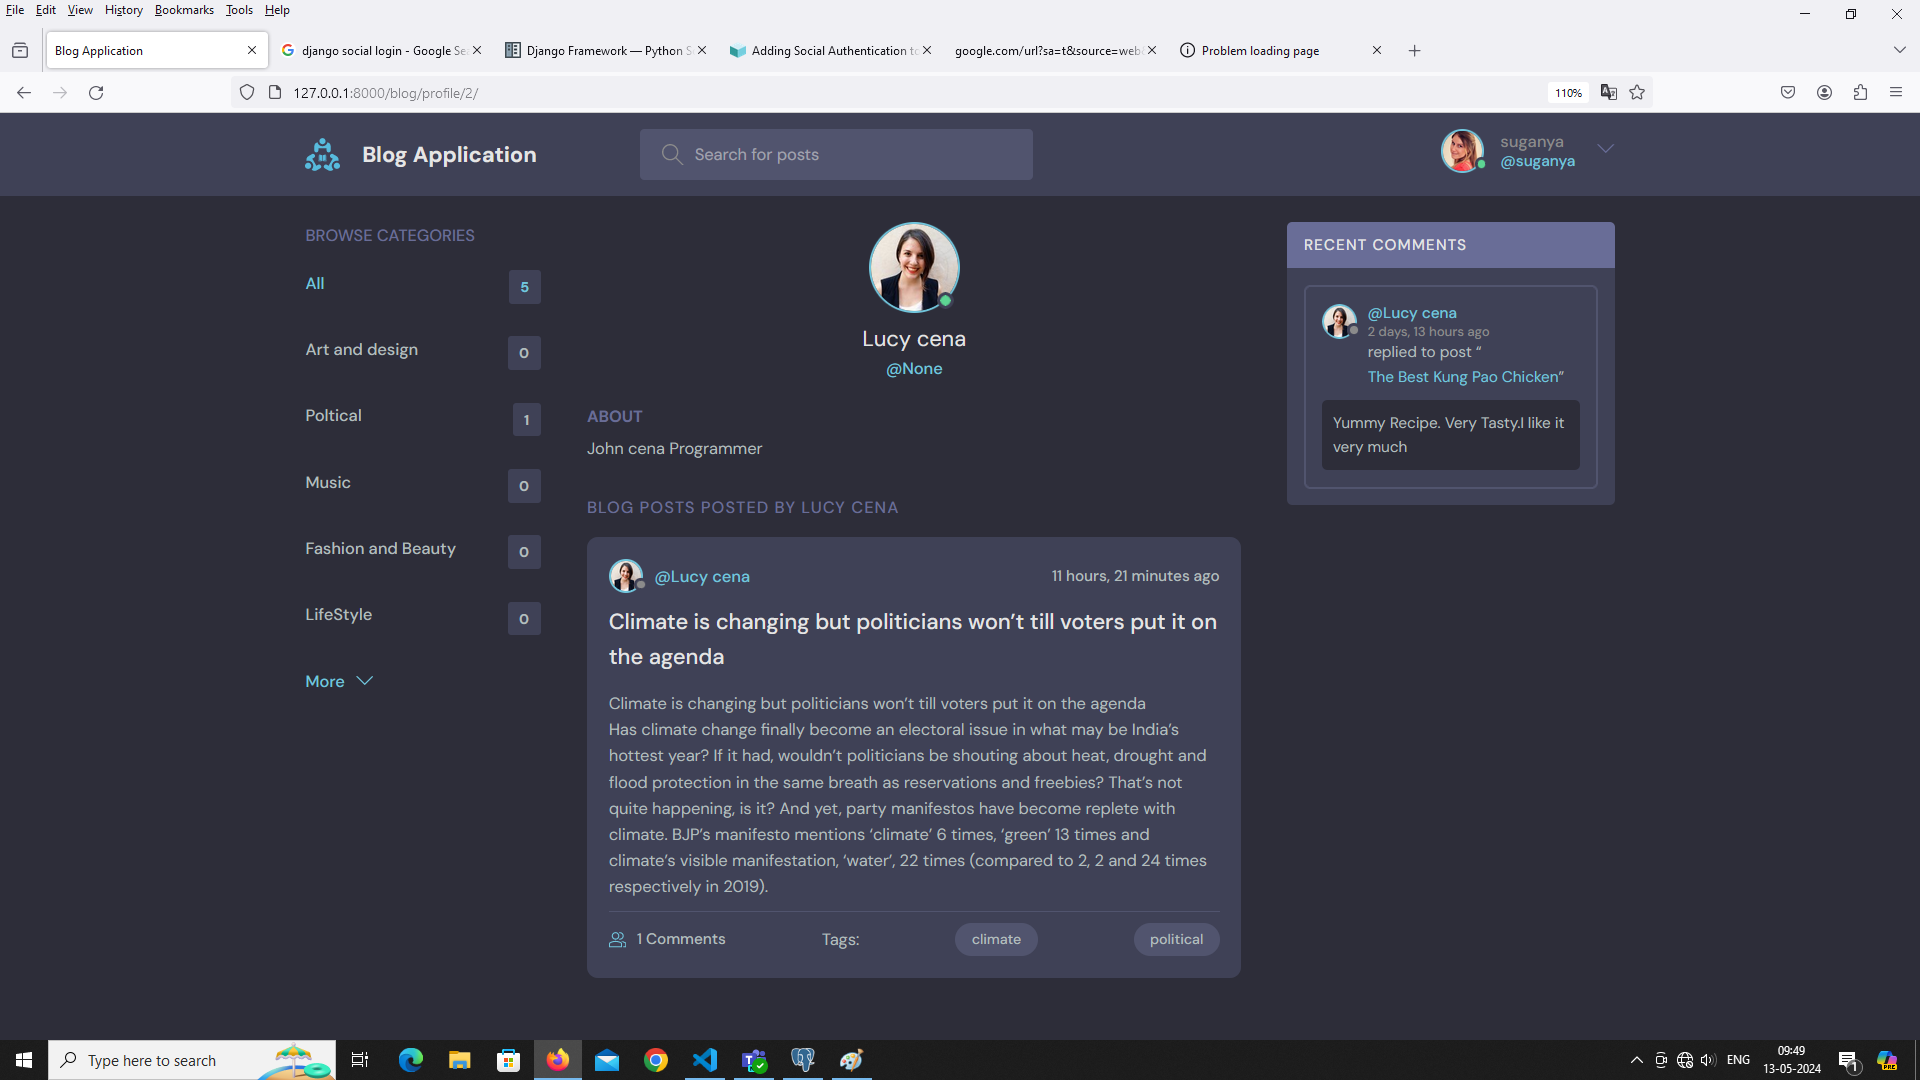 File Edit View History Bookmarks Tools Help
Blog Application
django social login - Google Se
Django Framework — Python S
Adding Social Authentication to
google.com/url?sa=t&source=web
Problem loading page
127.0.0.1:8000/blog/profile/2/
110%
Blog Application
Search for posts
suganya
@suganya
BROWSE CATEGORIES
All 5
Art and design 0
Poltical 1
Music 0
Fashion and Beauty 0
LifeStyle 0
More
Lucy cena
@None
ABOUT
John cena Programmer
BLOG POSTS POSTED BY LUCY CENA
@Lucy cena 11 hours, 21 minutes ago
Climate is changing but politicians won’t till voters put it on
the agenda
Climate is changing but politicians won’t till voters put it on the agenda
Has climate change finally become an electoral issue in what may be India’s
hottest year? If it had, wouldn’t politicians be shouting about heat, drought and
flood protection in the same breath as reservations and freebies? That’s not
quite happening, is it? And yet, party manifestos have become replete with
climate. BJP’s manifesto mentions ‘climate’ 6 times, ‘green’ 13 times and
climate’s visible manifestation, ‘water’, 22 times (compared to 2, 2 and 24 times
respectively in 2019).
1 Comments Tags: climate political
RECENT COMMENTS
@Lucy cena
2 days, 13 hours ago
replied to post “
The Best Kung Pao Chicken”
Yummy Recipe. Very Tasty.I like it
very much
Type here to search
ENG
09:49
13-05-2024
1
PRE